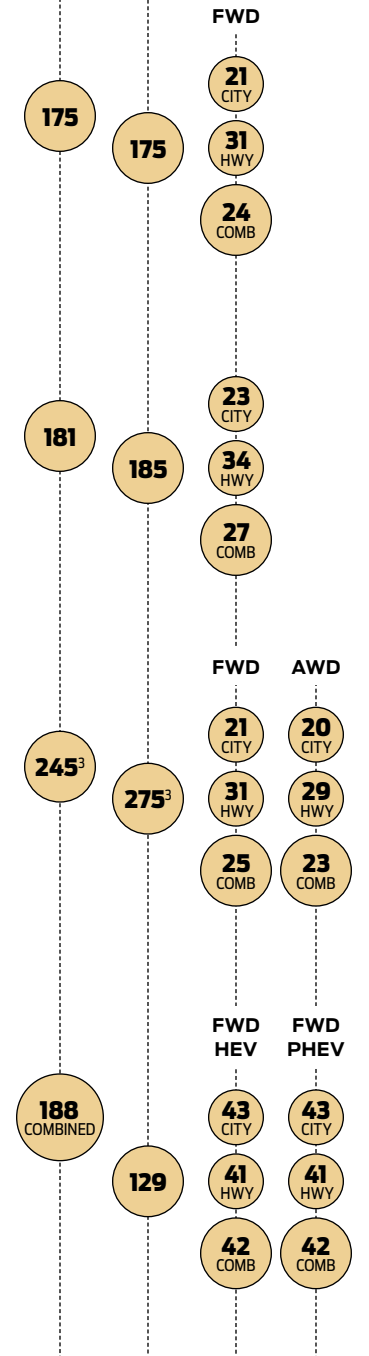 FWD
175
175
21
CITY
31
HWY
24
COMB
181
185
23
CITY
34
HWY
27
COMB
FWD AWD
245³
275³
21
CITY
31
HWY
25
COMB
20
CITY
29
HWY
23
COMB
FWD
HEV
FWD
PHEV
188
COMBINED
129
43
CITY
41
HWY
42
COMB
43
CITY
41
HWY
42
COMB